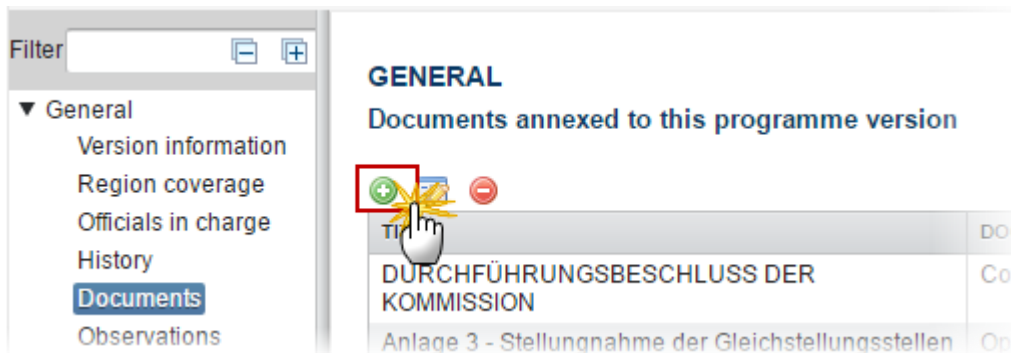 Filter
▼ General
Version information
Region coverage
Officials in charge
History
Documents
Observations
GENERAL
Documents annexed to this programme version
DURCHFÜHRUNGSBESCHLUSS DER
KOMMISSION
Anlage 3 - Stellungnahme der Gleichstellungsstellen